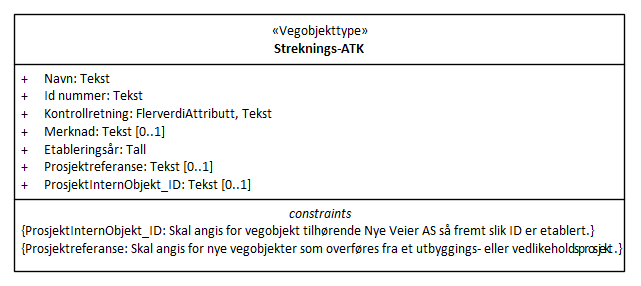 «Vegobjekttype»
Streknings-ATK
+ Navn: Tekst
+ Id nummer: Tekst
+ Kontrollretning: FlerverdiAttributt, Tekst
+ Merknad: Tekst [0..1]
+ Etableringsår: Tall
+ Prosjektreferanse: Tekst [0..1]
+ ProsjektInternObjekt_ID: Tekst [0..1]
constraints
{ProsjektInternObjekt_ID: Skal angis for vegobjekt tilhørende Nye Veier AS så fremt slik ID er etablert.}
{Prosjektreferanse: Skal angis for nye vegobjekter som overføres fra et utbyggings- eller vedlikeholdsprosjekt.}